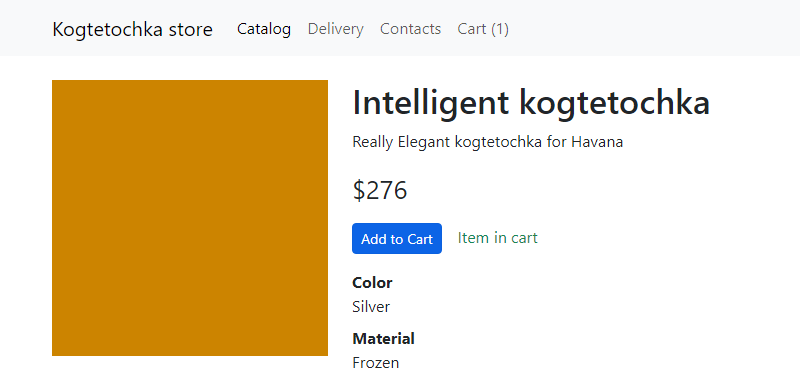 Kogtetochka store Catalog Delivery Contacts Cart (1)
Intelligent kogtetochka
Really Elegant kogtetochka for Havana
$276
Add to Cart Item in cart
Color
Silver
Material
Frozen